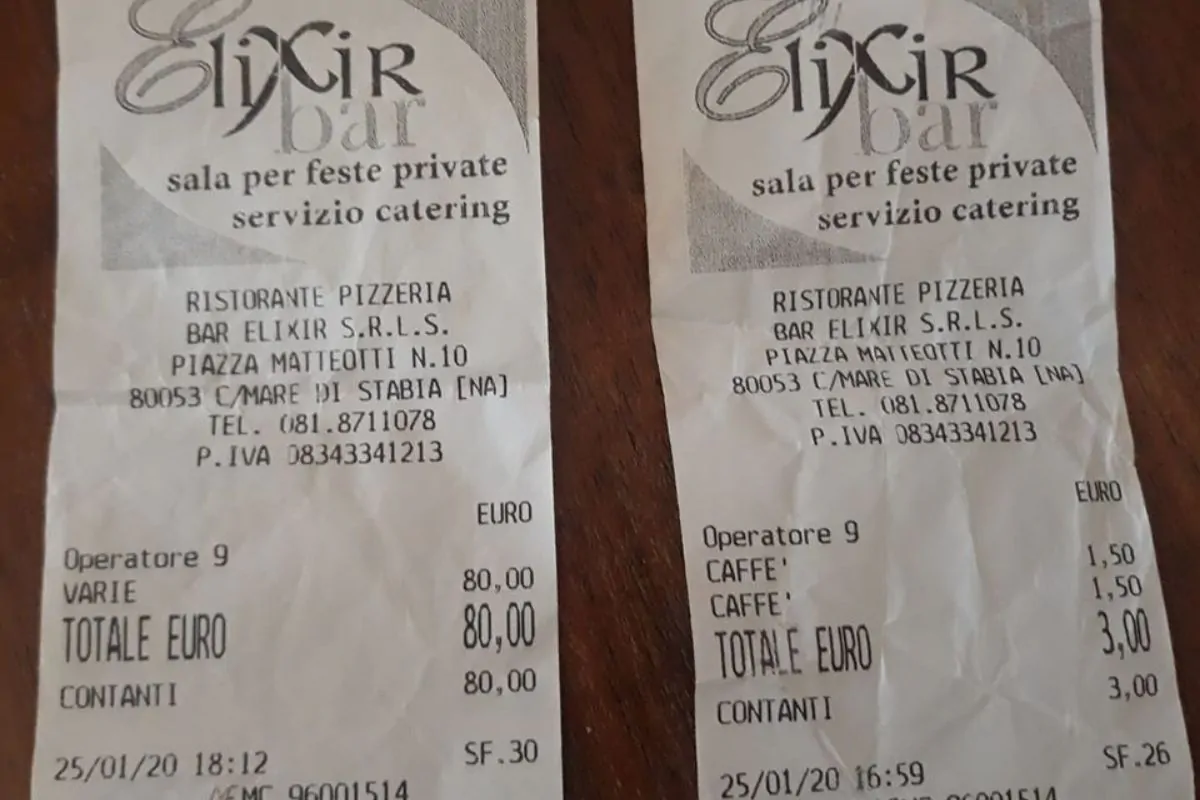 Elixir
bar
sala per feste private
servizio catering
RISTORANTE PIZZERIA
BAR ELIXIR S.R.L.S.
PIAZZA MATTEOTTI N.10
80053 C/MARE DI STABIA [NA]
TEL. 081.8711078
P.IVA 08343341213
EURO
Operatore 9
VARIE 80,00
TOTALE EURO 80,00
CONTANTI 80,00
25/01/20 18:12 SF.30
96001514
Elixir
bar
sala per feste private
servizio catering
RISTORANTE PIZZERIA
BAR ELIXIR S.R.L.S.
PIAZZA MATTEOTTI N.10
80053 C/MARE DI STABIA [NA]
TEL. 081.8711078
P.IVA 08343341213
EURO
Operatore 9
CAFFE' 1,50
CAFFE' 1,50
TOTALE EURO 3,00
CONTANTI 3,00
25/01/20 16:59 SF.26